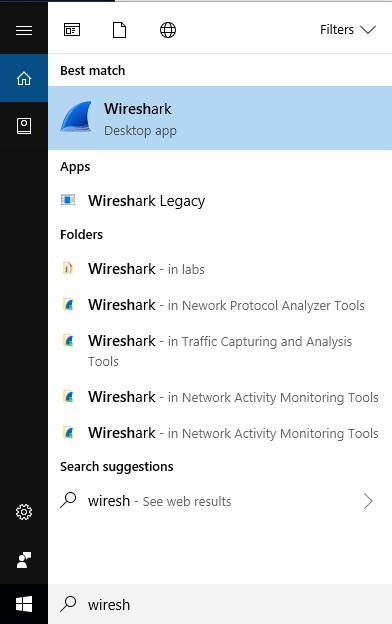 Filters
Best match
Wireshark
Desktop app
Apps
Wireshark Legacy
Folders
Wireshark - in labs
Wireshark - in Nework Protocol Analyzer Tools
Wireshark - in Traffic Capturing and Analysis
Tools
Wireshark - in Network Activity Monitoring Tools
Wireshark - in Network Activity Monitoring Tools
Search suggestions
wiresh - See web results
wiresh